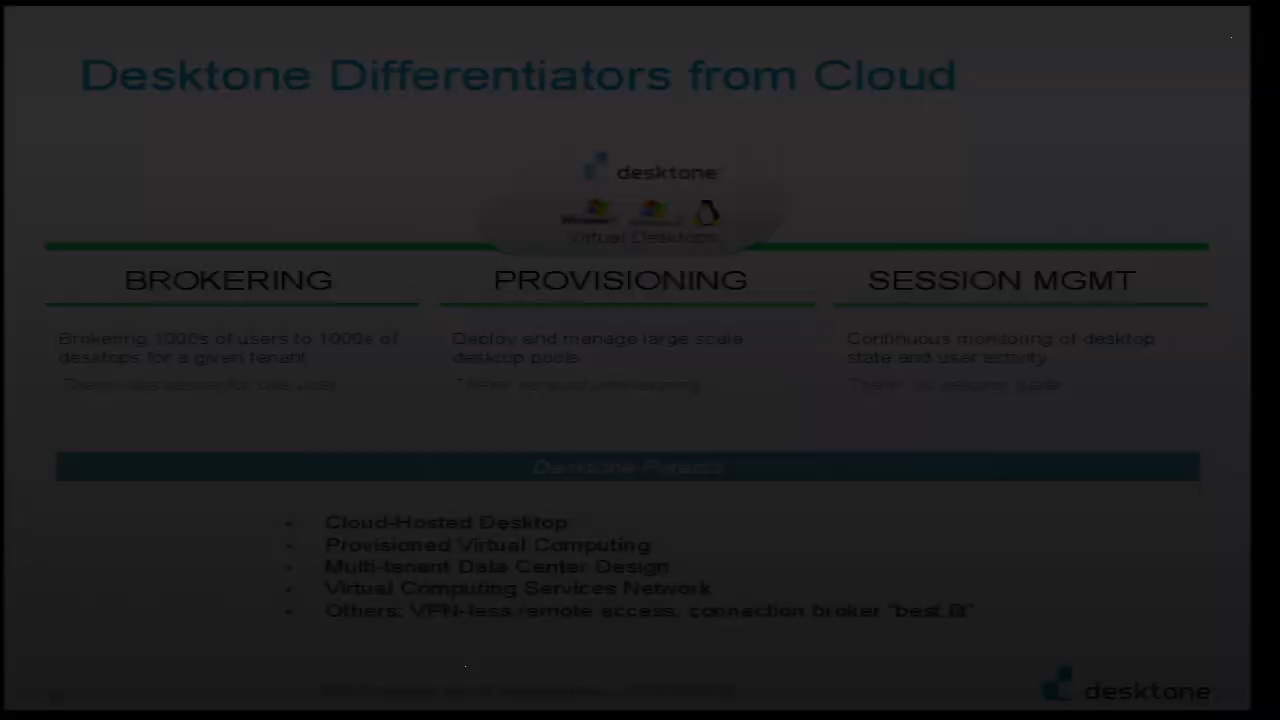 Desktone Differentiators from Cloud
desktone
Virtual Desktops
BROKERING
PROVISIONING
SESSION MGMT
Brokering 1000s of users to 1000s of
desktops for a given tenant
Deploy and manage large scale
desktop pools
Continuous monitoring of desktop
state and user activity
Desktone Patents
Cloud-Hosted Desktop
Provisioned Virtual Computing
Multi-tenant Data Center Design
Virtual Computing Services Network
Others: VPN-less remote access, connection broker "best fit"
desktone